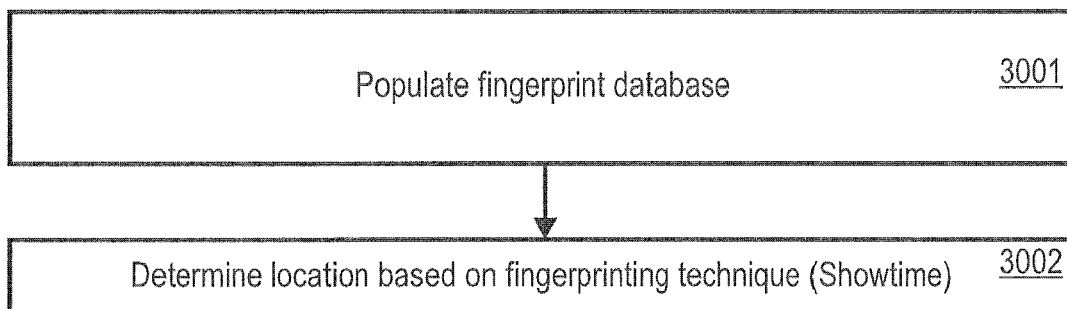 Populate fingerprint database 3001
Determine location based on fingerprinting technique (Showtime) 3002